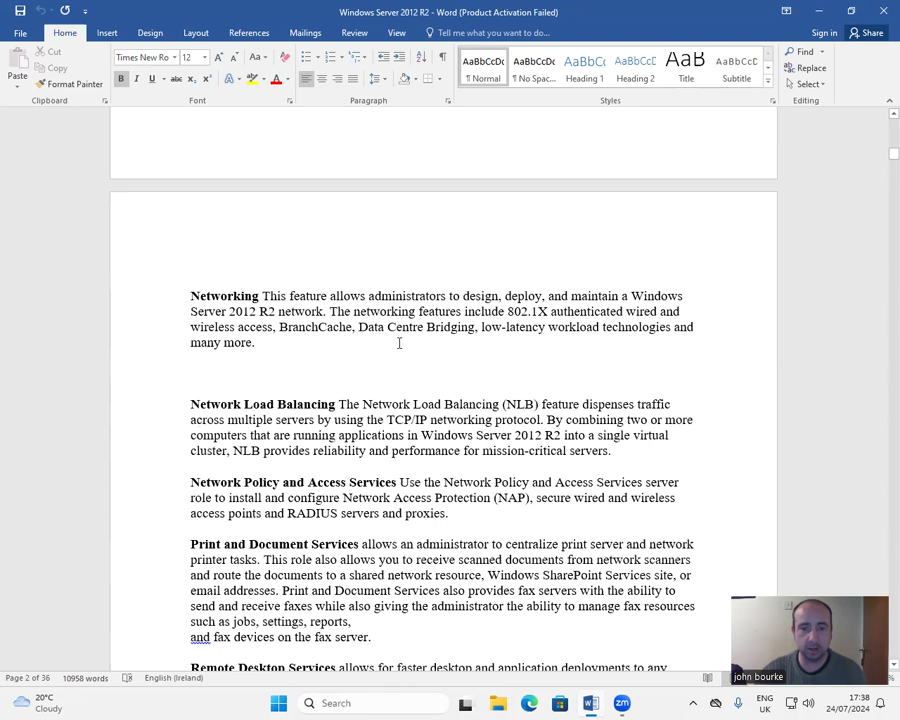 Windows Server 2012 R2 - Word (Product Activation Failed)
File Home Insert Design Layout References Mailings Review View Tell me what you want to do... Sign in Share
Paste Cut Copy Format Painter
Times New Ro 12 Aa
AaBbCcDc AaBbCcDc AaBbCc AaBbCcD AaB AaBbCcD
¶ Normal ¶ No Spac... Heading 1 Heading 2 Title Subtitle
Find Replace Select
Clipboard Font Paragraph Styles Editing
Networking This feature allows administrators to design, deploy, and maintain a Windows
Server 2012 R2 network. The networking features include 802.1X authenticated wired and
wireless access, BranchCache, Data Centre Bridging, low-latency workload technologies and
many more.
Network Load Balancing The Network Load Balancing (NLB) feature dispenses traffic
across multiple servers by using the TCP/IP networking protocol. By combining two or more
computers that are running applications in Windows Server 2012 R2 into a single virtual
cluster, NLB provides reliability and performance for mission-critical servers.
Network Policy and Access Services Use the Network Policy and Access Services server
role to install and configure Network Access Protection (NAP), secure wired and wireless
access points and RADIUS servers and proxies.
Print and Document Services allows an administrator to centralize print server and network
printer tasks. This role also allows you to receive scanned documents from network scanners
and route the documents to a shared network resource, Windows SharePoint Services site, or
email addresses. Print and Document Services also provides fax servers with the ability to
send and receive faxes while also giving the administrator the ability to manage fax resources
such as jobs, settings, reports,
and fax devices on the fax server.
Remote Desktop Services allows for faster desktop and application deployments to any
john bourke
Page 2 of 36 10958 words English (Ireland)
20°C
Cloudy
Search
ENG
UK
17:38
24/07/2024